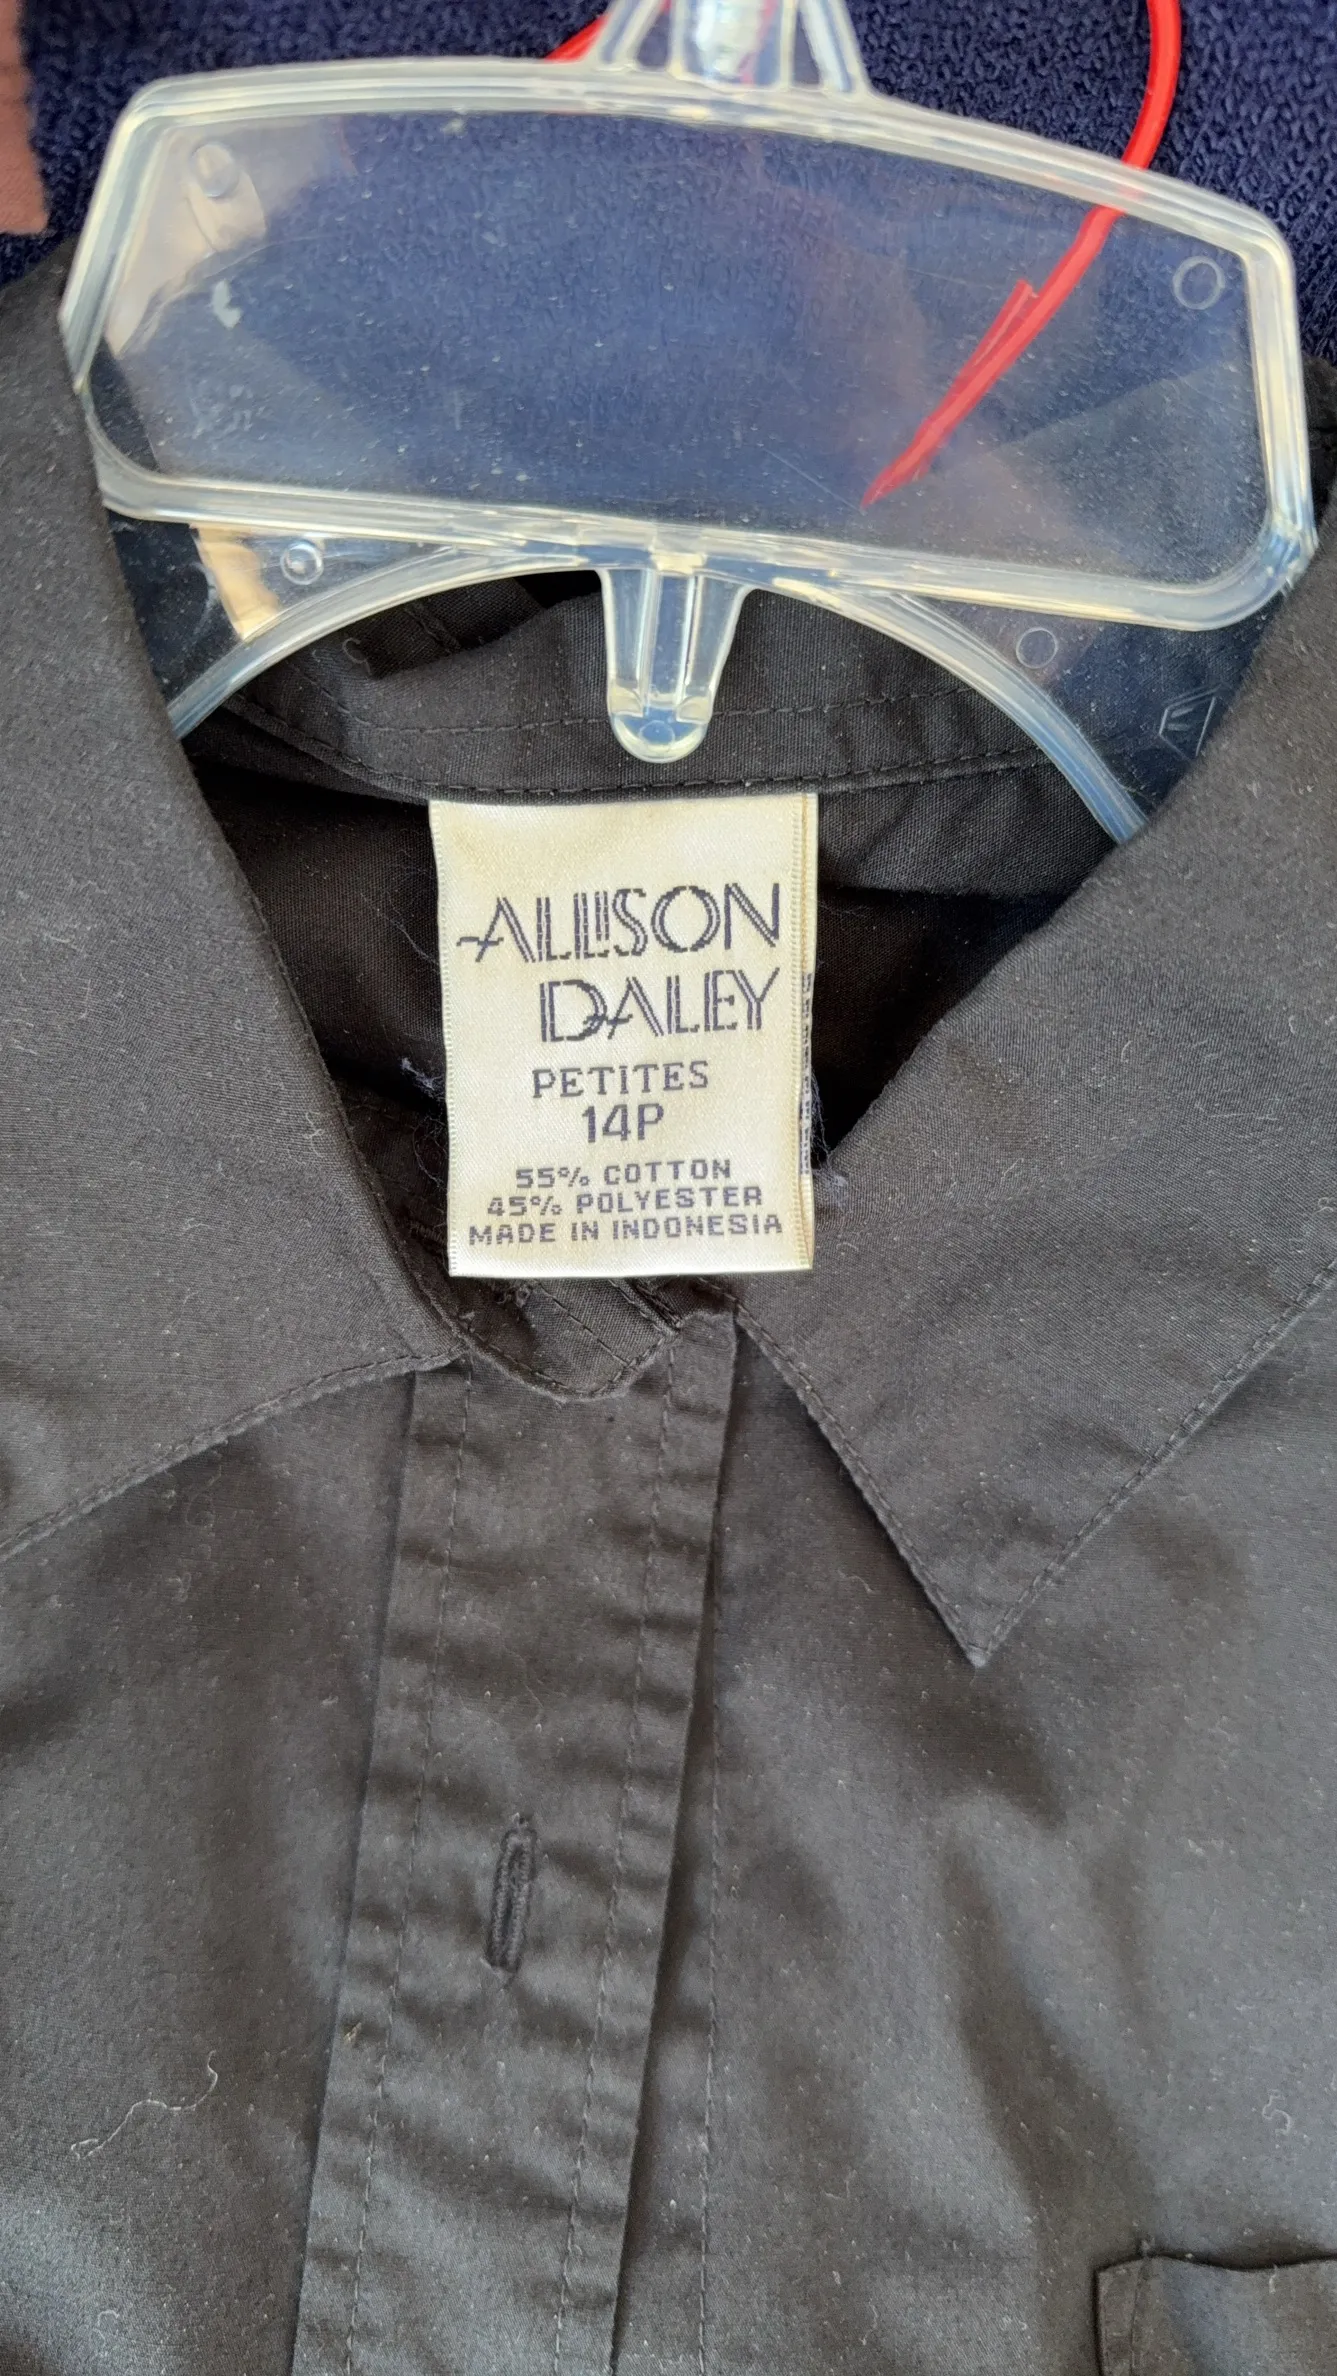 ALLISON
DALEY
PETITES
14P
55% COTTON
45% POLYESTER
MADE IN INDONESIA